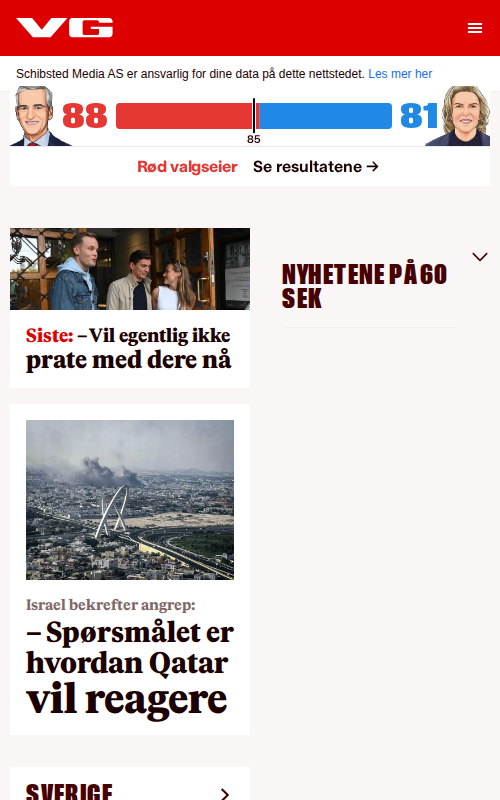 VG
Schibsted Media AS er ansvarlig for dine data på dette nettstedet. Les mer her
88
81
85
Rød valgseier Se resultatene →
Siste: – Vil egentlig ikke
prate med dere nå
NYHETENE PÅ 60
SEK
Israel bekrefter angrep:
– Spørsmålet er
hvordan Qatar
vil reagere
SVERIGE